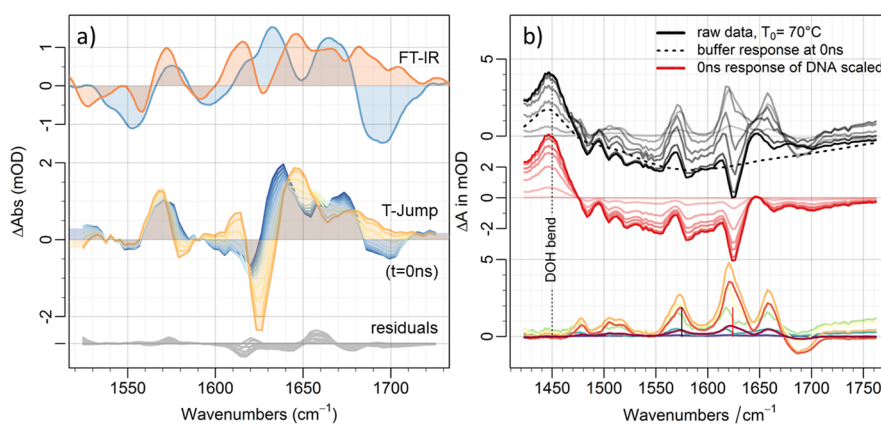 a)
FT-IR
1
0
-1
2
T-Jump
0
(t=0ns)
-2
residuals
ΔAbs (mOD)
1550
1600
1650
1700
Wavenumbers (cm⁻¹)
b)
raw data, T₀= 70°C
buffer response at 0ns
0ns response of DNA scaled
5
0
2
0
-2
5
0
ΔA in mOD
DOH bend
1450
1500
1550
1600
1650
1700
1750
Wavenumbers /cm⁻¹